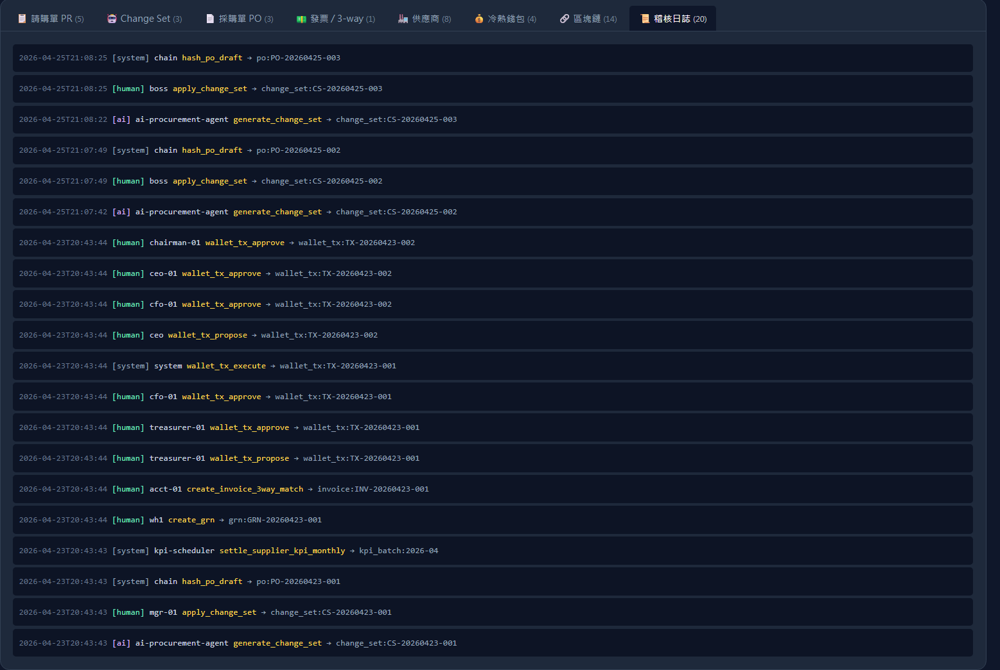 請購單 PR (5) Change Set (3) 採購單 PO (3) 發票 / 3-way (1) 供應商 (8) 冷熱錢包 (4) 區塊鏈 (14) 稽核日誌 (20)
2026-04-25T21:08:25 [system] chain hash_po_draft → po:PO-20260425-003
2026-04-25T21:08:25 [human] boss apply_change_set → change_set:CS-20260425-003
2026-04-25T21:08:22 [ai] ai-procurement-agent generate_change_set → change_set:CS-20260425-003
2026-04-25T21:07:49 [system] chain hash_po_draft → po:PO-20260425-002
2026-04-25T21:07:49 [human] boss apply_change_set → change_set:CS-20260425-002
2026-04-25T21:07:42 [ai] ai-procurement-agent generate_change_set → change_set:CS-20260425-002
2026-04-23T20:43:44 [human] chairman-01 wallet_tx_approve → wallet_tx:TX-20260423-002
2026-04-23T20:43:44 [human] ceo-01 wallet_tx_approve → wallet_tx:TX-20260423-002
2026-04-23T20:43:44 [human] cfo-01 wallet_tx_approve → wallet_tx:TX-20260423-002
2026-04-23T20:43:44 [human] ceo wallet_tx_propose → wallet_tx:TX-20260423-002
2026-04-23T20:43:44 [system] system wallet_tx_execute → wallet_tx:TX-20260423-001
2026-04-23T20:43:44 [human] cfo-01 wallet_tx_approve → wallet_tx:TX-20260423-001
2026-04-23T20:43:44 [human] treasurer-01 wallet_tx_approve → wallet_tx:TX-20260423-001
2026-04-23T20:43:44 [human] treasurer-01 wallet_tx_propose → wallet_tx:TX-20260423-001
2026-04-23T20:43:44 [human] acct-01 create_invoice_3way_match → invoice:INV-20260423-001
2026-04-23T20:43:44 [human] wh1 create_grn → grn:GRN-20260423-001
2026-04-23T20:43:43 [system] kpi-scheduler settle_supplier_kpi_monthly → kpi_batch:2026-04
2026-04-23T20:43:43 [system] chain hash_po_draft → po:PO-20260423-001
2026-04-23T20:43:43 [human] mgr-01 apply_change_set → change_set:CS-20260423-001
2026-04-23T20:43:43 [ai] ai-procurement-agent generate_change_set → change_set:CS-20260423-001